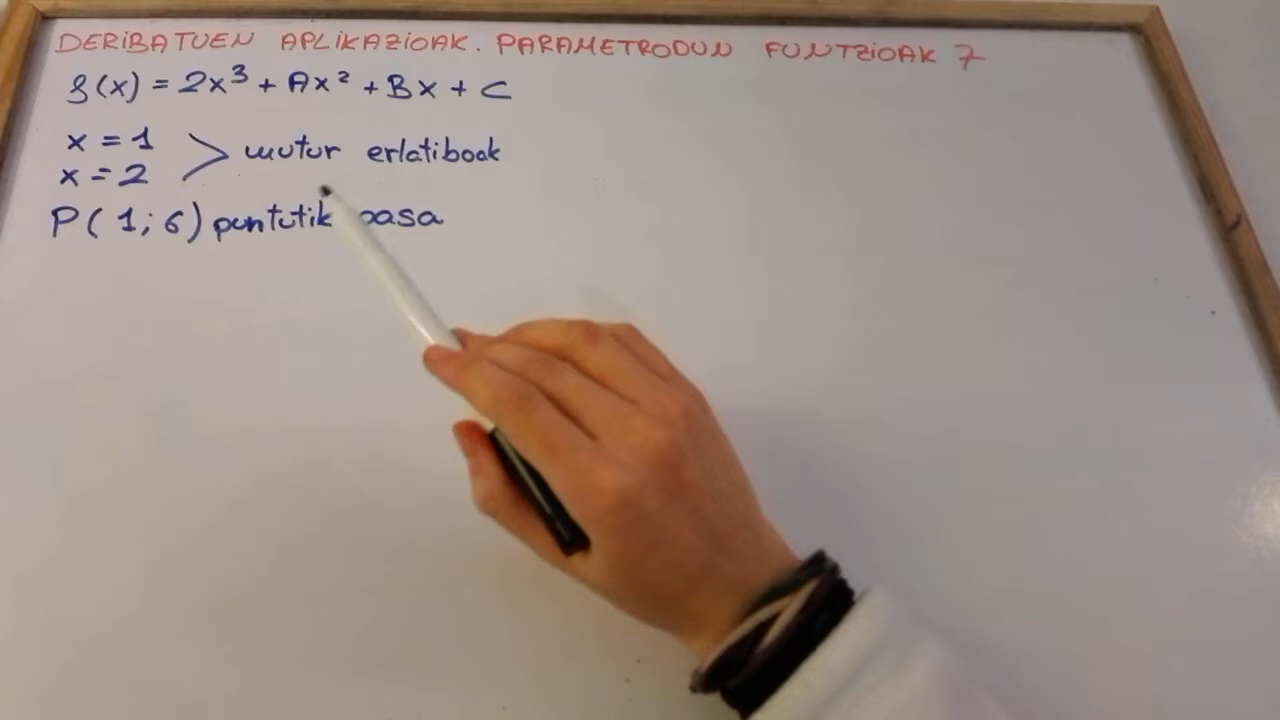 DERIBATUEN APLIKAZIOAK. PARAMETRODUN FUNTZIOAK 7
f(x) = 2x³ + Ax² + Bx + C
x = 1
x = 2 > mutur erlatiboak
P( 1; 6) puntutik pasa